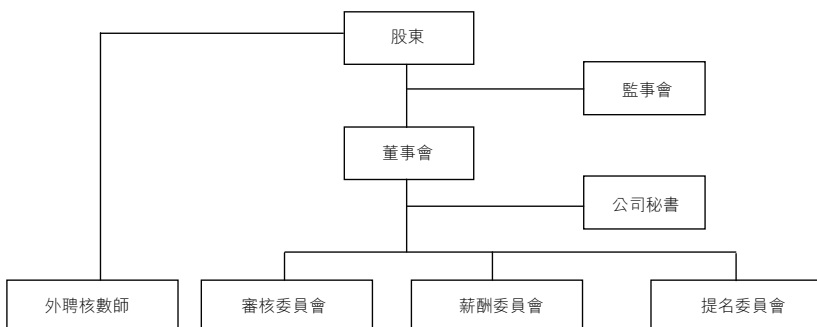 股東
監事會
董事會
公司秘書
外聘核數師
審核委員會
薪酬委員會
提名委員會